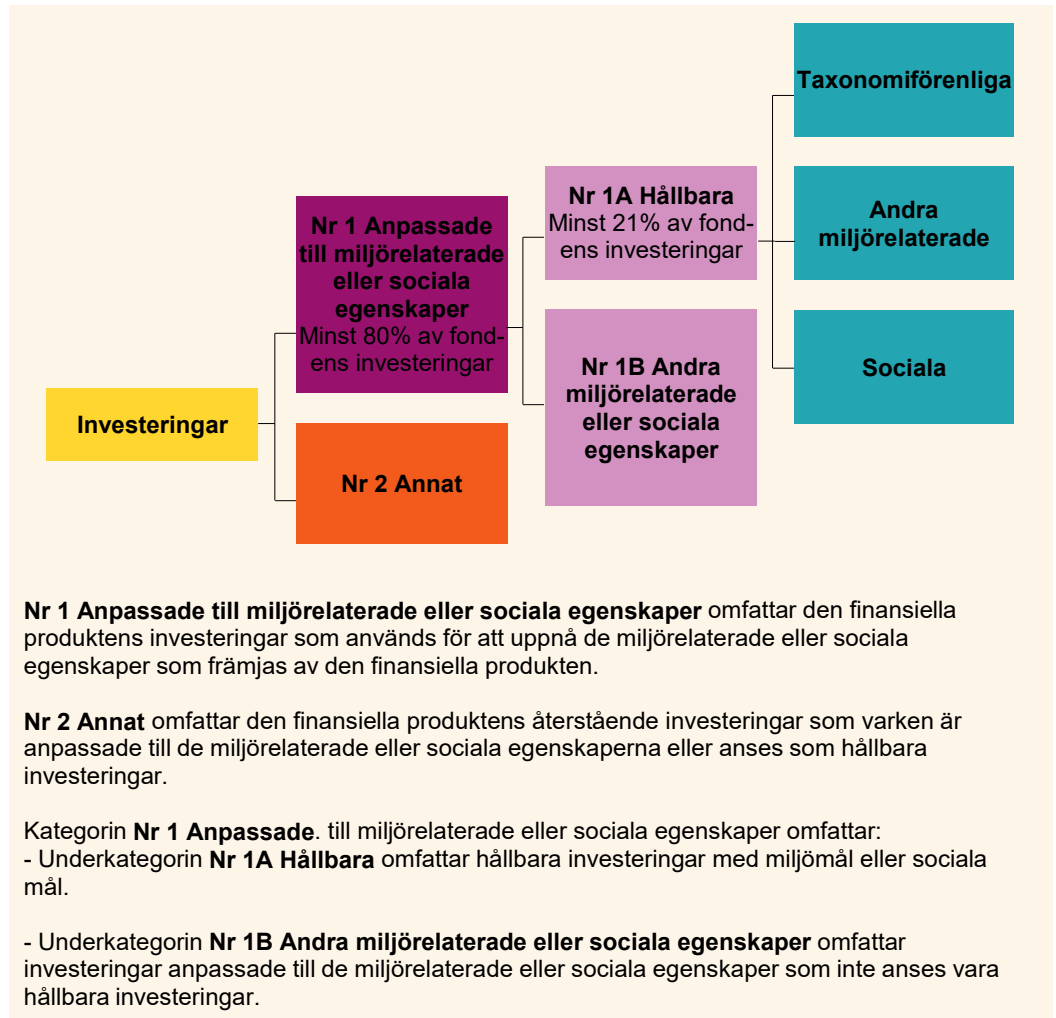 Taxonomiförenliga
Nr 1A Hållbara
Minst 21% av fond-
ens investeringar
Andra
miljörelaterade
Nr 1 Anpassade
till miljörelaterade
eller sociala
egenskaper
Minst 80% av fond-
ens investeringar
Nr 1B Andra
miljörelaterade
eller sociala
egenskaper
Sociala
Investeringar
Nr 2 Annat
Nr 1 Anpassade till miljörelaterade eller sociala egenskaper omfattar den finansiella
produktens investeringar som används för att uppnå de miljörelaterade eller sociala
egenskaper som främjas av den finansiella produkten.
Nr 2 Annat omfattar den finansiella produktens återstående investeringar som varken är
anpassade till de miljörelaterade eller sociala egenskaperna eller anses som hållbara
investeringar.
Kategorin Nr 1 Anpassade. till miljörelaterade eller sociala egenskaper omfattar:
- Underkategorin Nr 1A Hållbara omfattar hållbara investeringar med miljömål eller sociala
mål.
- Underkategorin Nr 1B Andra miljörelaterade eller sociala egenskaper omfattar
investeringar anpassade till de miljörelaterade eller sociala egenskaper som inte anses vara
hållbara investeringar.